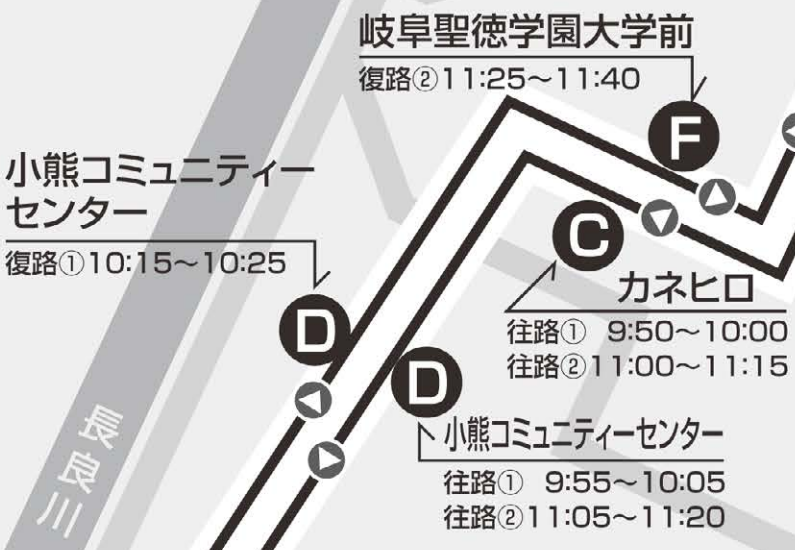 岐阜聖徳学園大学前
復路②11:25～11:40
F
小熊コミュニティー
センター
復路①10:15～10:25
D
C
カネヒロ
往路① 9:50～10:00
往路②11:00～11:15
D
小熊コミュニティーセンター
往路① 9:55～10:05
往路②11:05～11:20
長良川